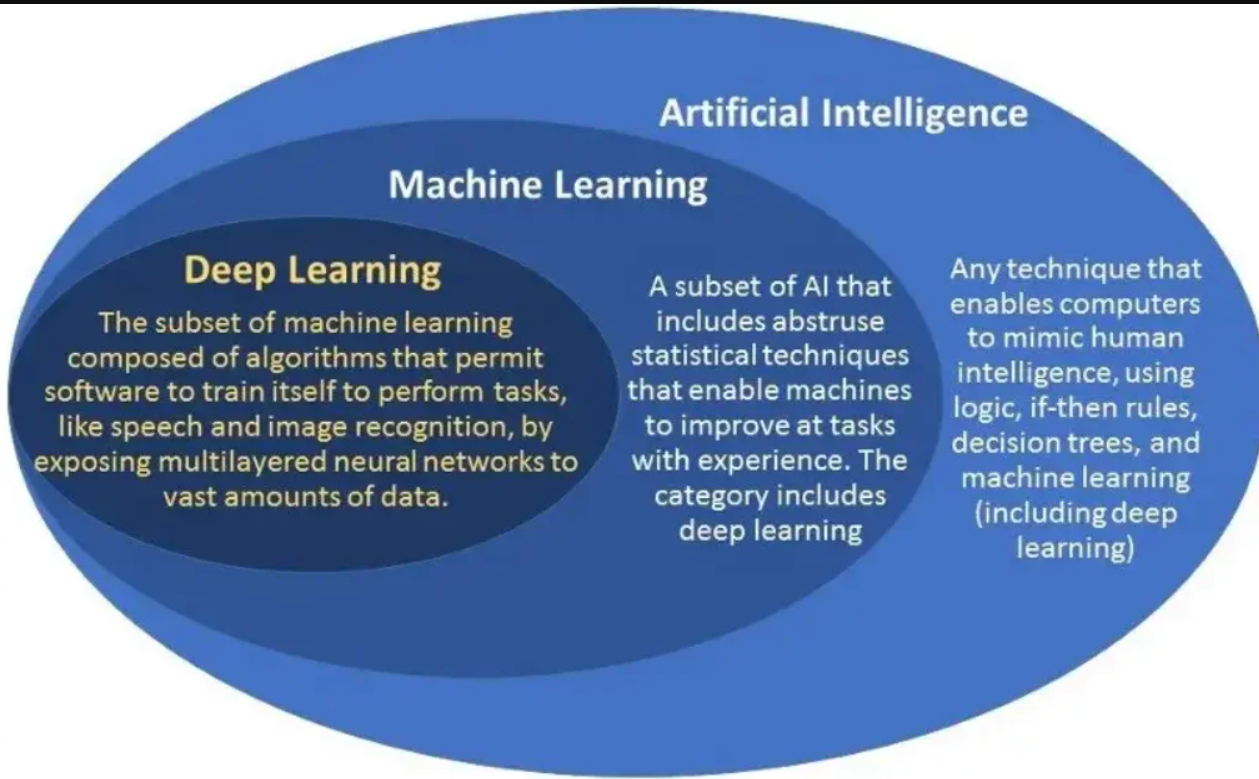 Artificial Intelligence
Machine Learning
Deep Learning
The subset of machine learning
composed of algorithms that permit
software to train itself to perform tasks,
like speech and image recognition, by
exposing multilayered neural networks to
vast amounts of data.
A subset of AI that
includes abstruse
statistical techniques
that enable machines
to improve at tasks
with experience. The
category includes
deep learning
Any technique that
enables computers
to mimic human
intelligence, using
logic, if-then rules,
decision trees, and
machine learning
(including deep
learning)